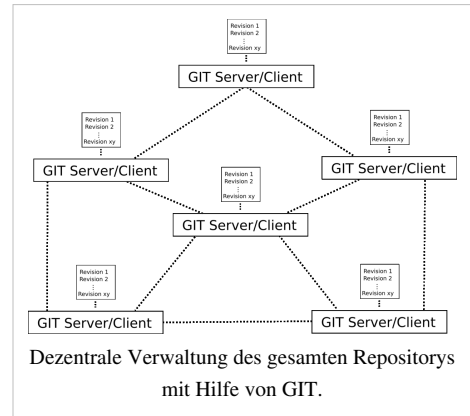 Revision 1
Revision 2
⋮
Revision xy
GIT Server/Client
Revision 1
Revision 2
⋮
Revision xy
GIT Server/Client
Revision 1
Revision 2
⋮
Revision xy
GIT Server/Client
Revision 1
Revision 2
⋮
Revision xy
GIT Server/Client
Revision 1
Revision 2
⋮
Revision xy
GIT Server/Client
Revision 1
Revision 2
⋮
Revision xy
GIT Server/Client
Dezentrale Verwaltung des gesamten Repositorys
mit Hilfe von GIT.